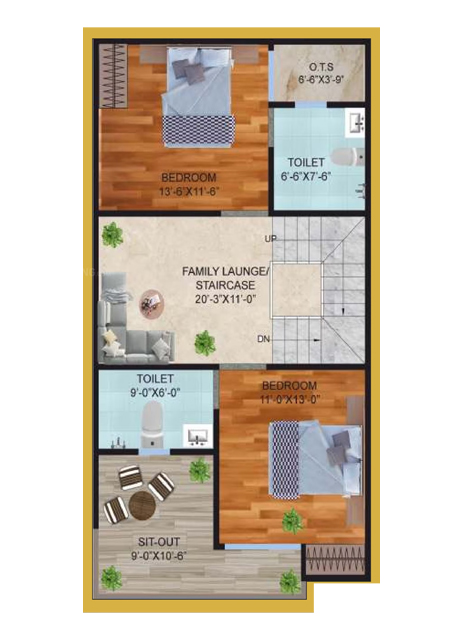 O.T.S
6'-6"X3'-9"
TOILET
6'-6"X7'-6"
BEDROOM
13'-6"X11'-6"
UP
FAMILY LAUNGE/
STAIRCASE
20'-3"X11'-0"
DN
TOILET
9'-0"X6'-0"
BEDROOM
11'-0"X13'-0"
SIT-OUT
9'-0"X10'-6"